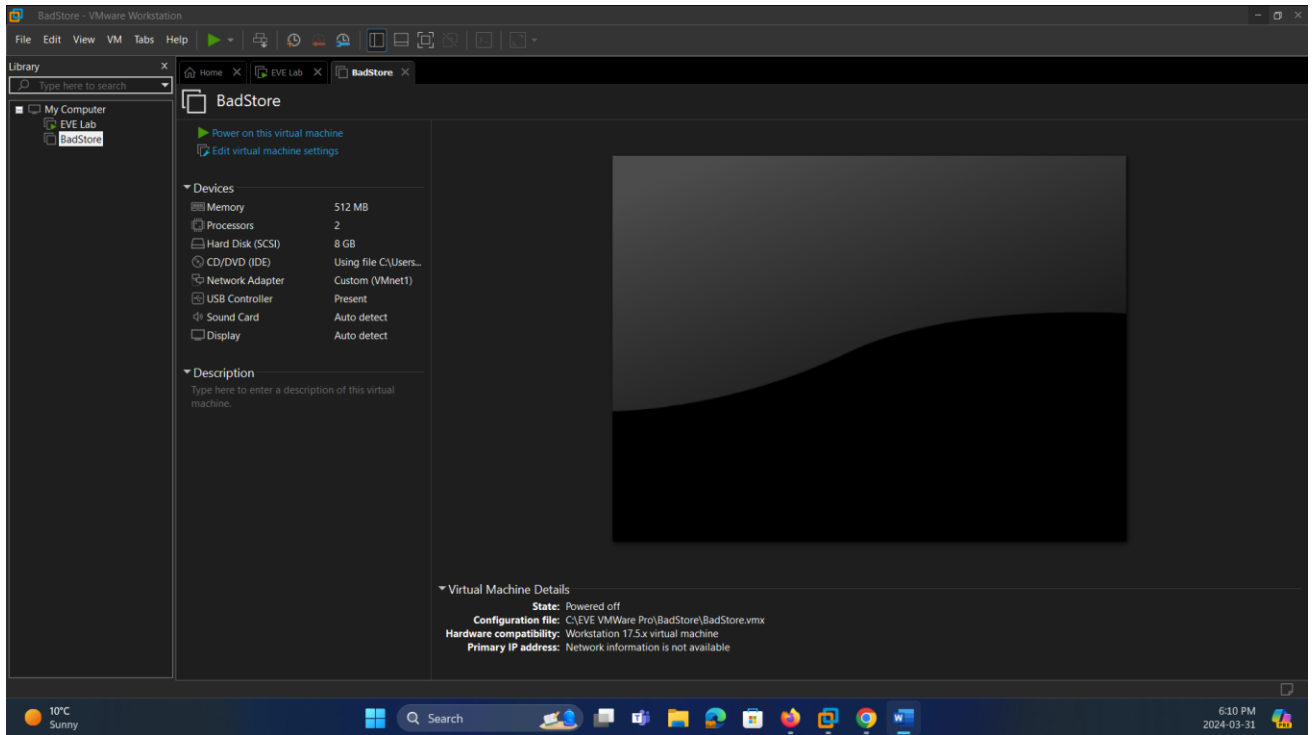 BadStore - VMware Workstation
File Edit View VM Tabs Help
Library X
Type here to search
My Computer
EVE Lab
BadStore
Home X EVE Lab X BadStore X
BadStore
Power on this virtual machine
Edit virtual machine settings
Devices
Memory 512 MB
Processors 2
Hard Disk (SCSI) 8 GB
CD/DVD (IDE) Using file C:\Users...
Network Adapter Custom (VMnet1)
USB Controller Present
Sound Card Auto detect
Display Auto detect
Description
Type here to enter a description of this virtual
machine.
Virtual Machine Details
State: Powered off
Configuration file: C:\EVE VMWare Pro\BadStore\BadStore.vmx
Hardware compatibility: Workstation 17.5.x virtual machine
Primary IP address: Network information is not available
10°C
Sunny
Search
6:10 PM
2024-03-31